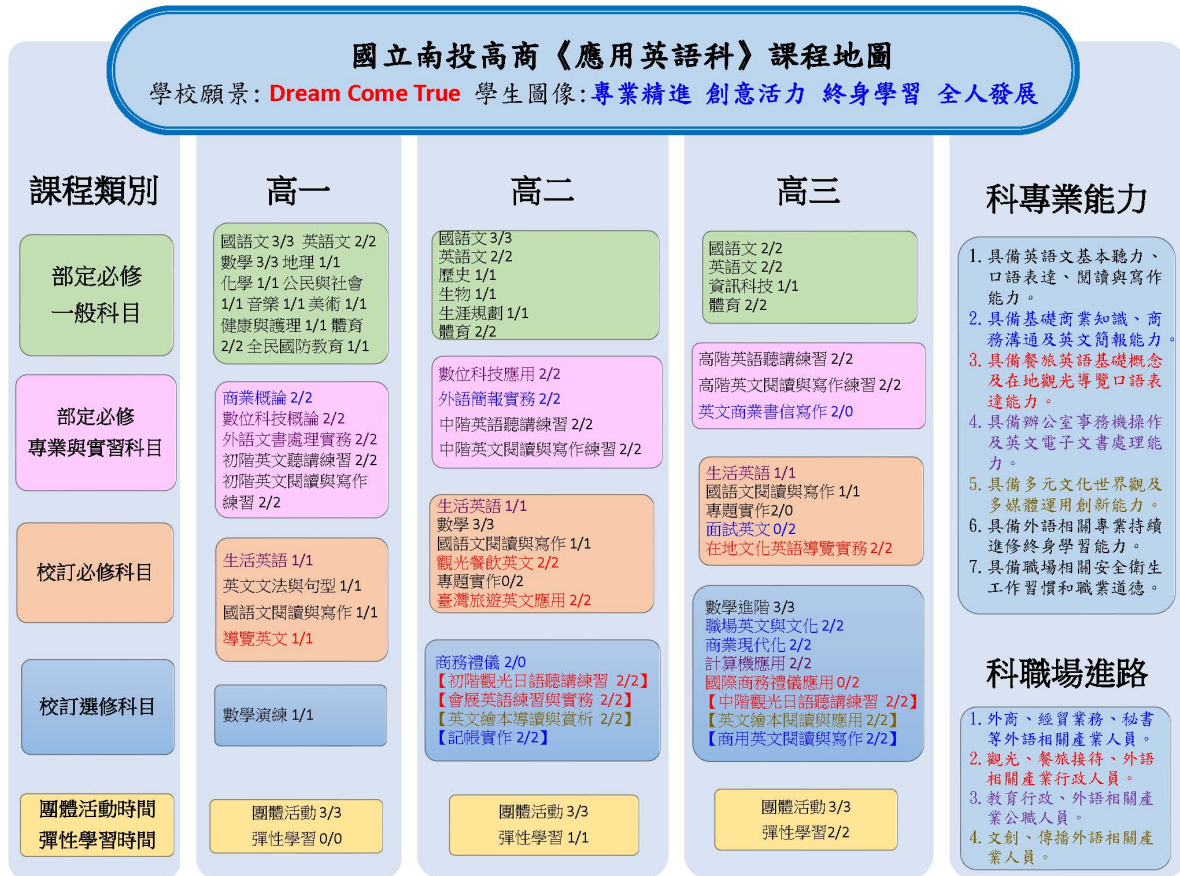 國立南投高商《應用英語科》課程地圖
學校願景: Dream Come True 學生圖像:專業精進 創意活力 終身學習 全人發展
課程類別
部定必修
一般科目
部定必修
專業與實習科目
校訂必修科目
校訂選修科目
團體活動時間
彈性學習時間
高一
國語文 3/3 英語文 2/2
數學 3/3 地理 1/1
化學 1/1 公民與社會
1/1 音樂 1/1 美術 1/1
健康與護理 1/1 體育
2/2 全民國防教育 1/1
商業概論 2/2
數位科技概論 2/2
外語文書處理實務 2/2
初階英文聽講練習 2/2
初階英文閱讀與寫作
練習 2/2
生活英語 1/1
英文文法與句型 1/1
國語文閱讀與寫作 1/1
導覽英文 1/1
數學演練 1/1
團體活動 3/3
彈性學習 0/0
高二
國語文 3/3
英語文 2/2
歷史 1/1
生物 1/1
生涯規劃 1/1
體育 2/2
數位科技應用 2/2
外語簡報實務 2/2
中階英語聽講練習 2/2
中階英文閱讀與寫作練習 2/2
生活英語 1/1
數學 3/3
國語文閱讀與寫作 1/1
觀光餐飲英文 2/2
專題實作0/2
臺灣旅遊英文應用 2/2
商務禮儀 2/0
【初階觀光日語聽講練習 2/2】
【會展英語練習與實務 2/2】
【英文繪本導讀與賞析 2/2】
【記帳實作 2/2】
團體活動 3/3
彈性學習 1/1
高三
國語文 2/2
英語文 2/2
資訊科技 1/1
體育 2/2
高階英語聽講練習 2/2
高階英文閱讀與寫作練習 2/2
英文商業書信寫作 2/0
生活英語 1/1
國語文閱讀與寫作 1/1
專題實作2/0
面試英文 0/2
在地文化英語導覽實務 2/2
數學進階 3/3
職場英文與文化 2/2
商業現代化 2/2
計算機應用 2/2
國際商務禮儀應用 0/2
【中階觀光日語聽講練習 2/2】
【英文繪本閱讀與應用 2/2】
【商用英文閱讀與寫作 2/2】
團體活動 3/3
彈性學習2/2
科專業能力
1. 具備英語文基本聽力、
口語表達、閱讀與寫作
能力。
2. 具備基礎商業知識、商
務溝通及英文簡報能力。
3. 具備餐旅英語基礎概念
及在地觀光導覽口語表
達能力。
4. 具備辦公室事務機操作
及英文電子文書處理能
力。
5. 具備多元文化世界觀及
多媒體運用創新能力。
6. 具備外語相關專業持續
進修終身學習能力。
7. 具備職場相關安全衛生
工作習慣和職業道德。
科職場進路
1. 外商、經貿業務、秘書
等外語相關產業人員。
2. 觀光、餐旅接待、外語
相關產業行政人員。
3. 教育行政、外語相關產
業公職人員。
4. 文創、傳播外語相關產
業人員。